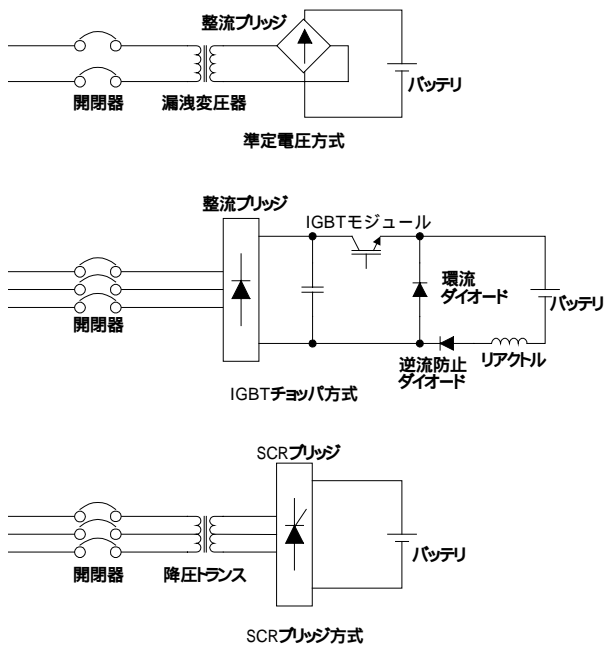 整流ブリッジ
バッテリ
開閉器
漏洩変圧器
準定電圧方式
整流ブリッジ
IGBTモジュール
環流
ダイオード
バッテリ
開閉器
逆流防止
ダイオード
リアクトル
IGBTチョッパ方式
SCRブリッジ
バッテリ
開閉器
降圧トランス
SCRブリッジ方式